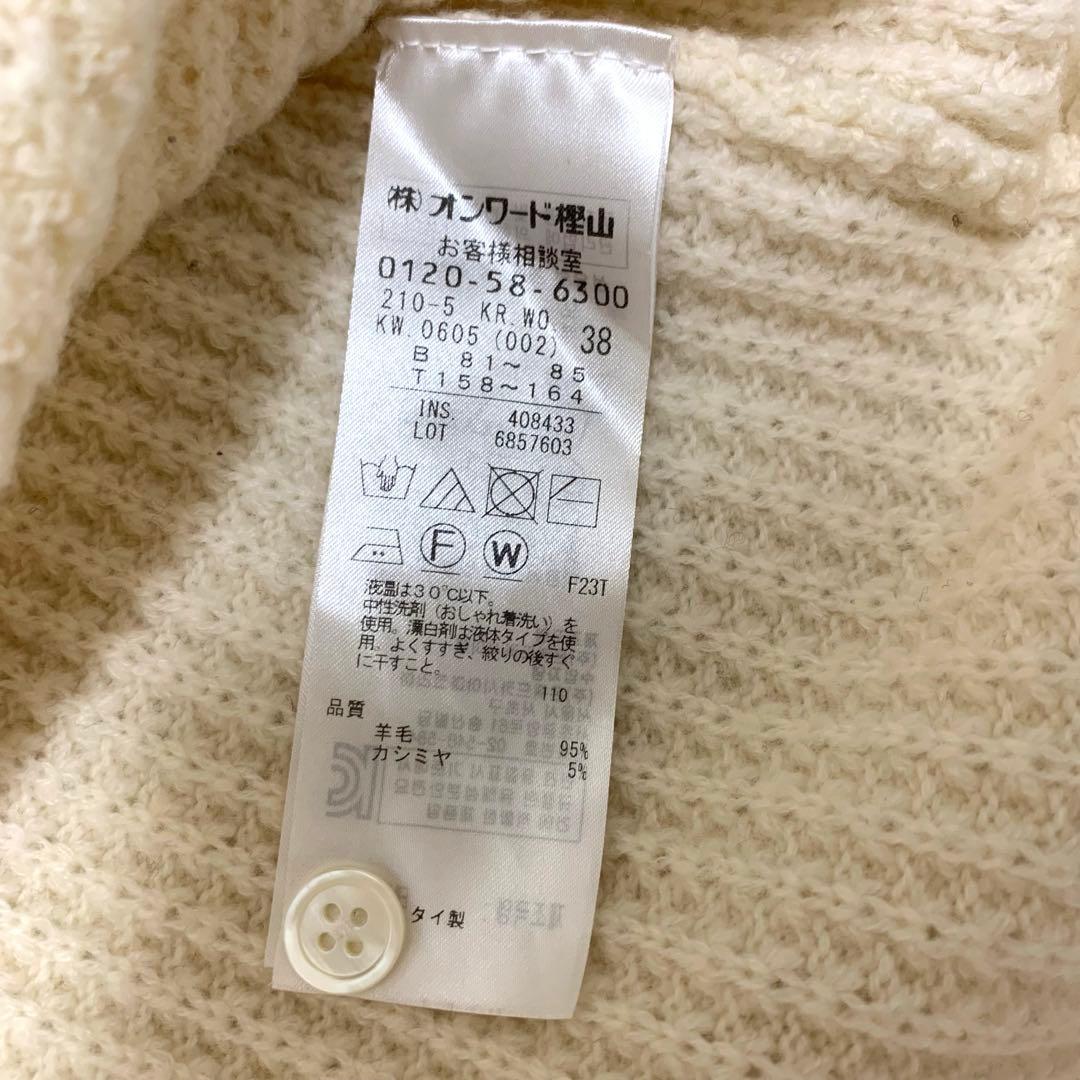 (株)オンワード樫山
お客様相談室
0120-58-6300
210-5 KR.WO
KW.0605(002) 38
B 81~ 85
T158~164
INS. 408433
LOT 6857603
F W
F23T
液温は30℃以下。
中性洗剤(おしゃれ着洗い)を
使用。漂白剤は液体タイプを使
用。よくすすぎ、絞りの後すぐ
に干すこと。
110
品質
羊毛 95%
カシミヤ 5%
タイ製